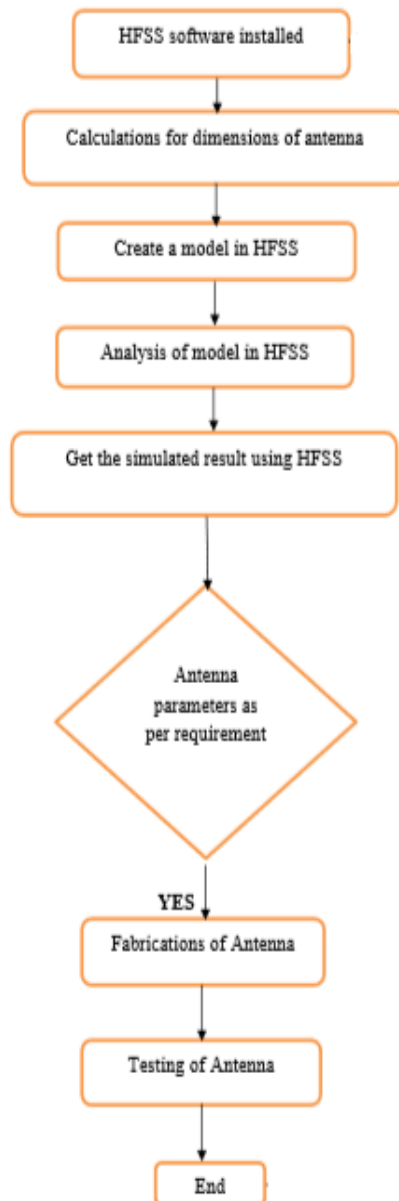 HFSS software installed
Calculations for dimensions of antenna
Create a model in HFSS
Analysis of model in HFSS
Get the simulated result using HFSS
Antenna
parameters as
per requirement
YES
Fabrications of Antenna
Testing of Antenna
End